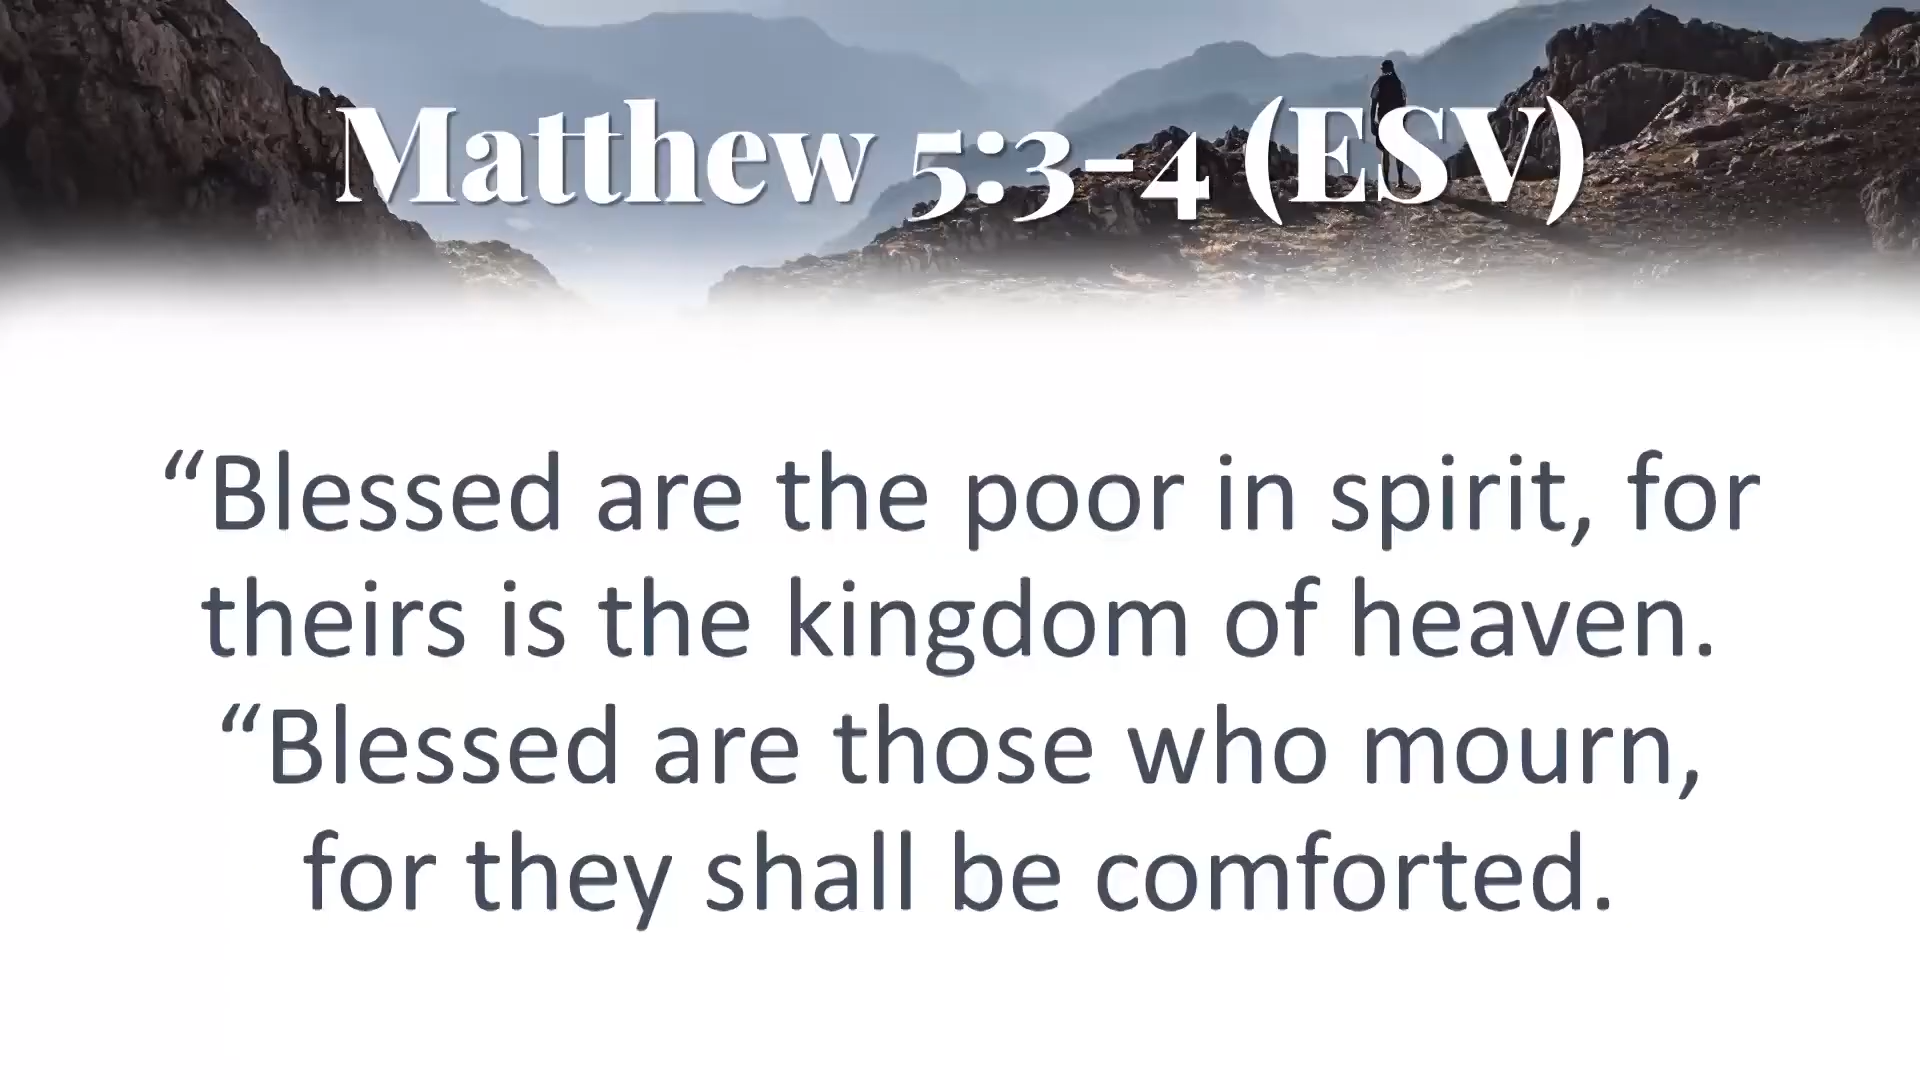 Matthew 5:3-4 (ESV)
“Blessed are the poor in spirit, for
theirs is the kingdom of heaven.
“Blessed are those who mourn,
for they shall be comforted.